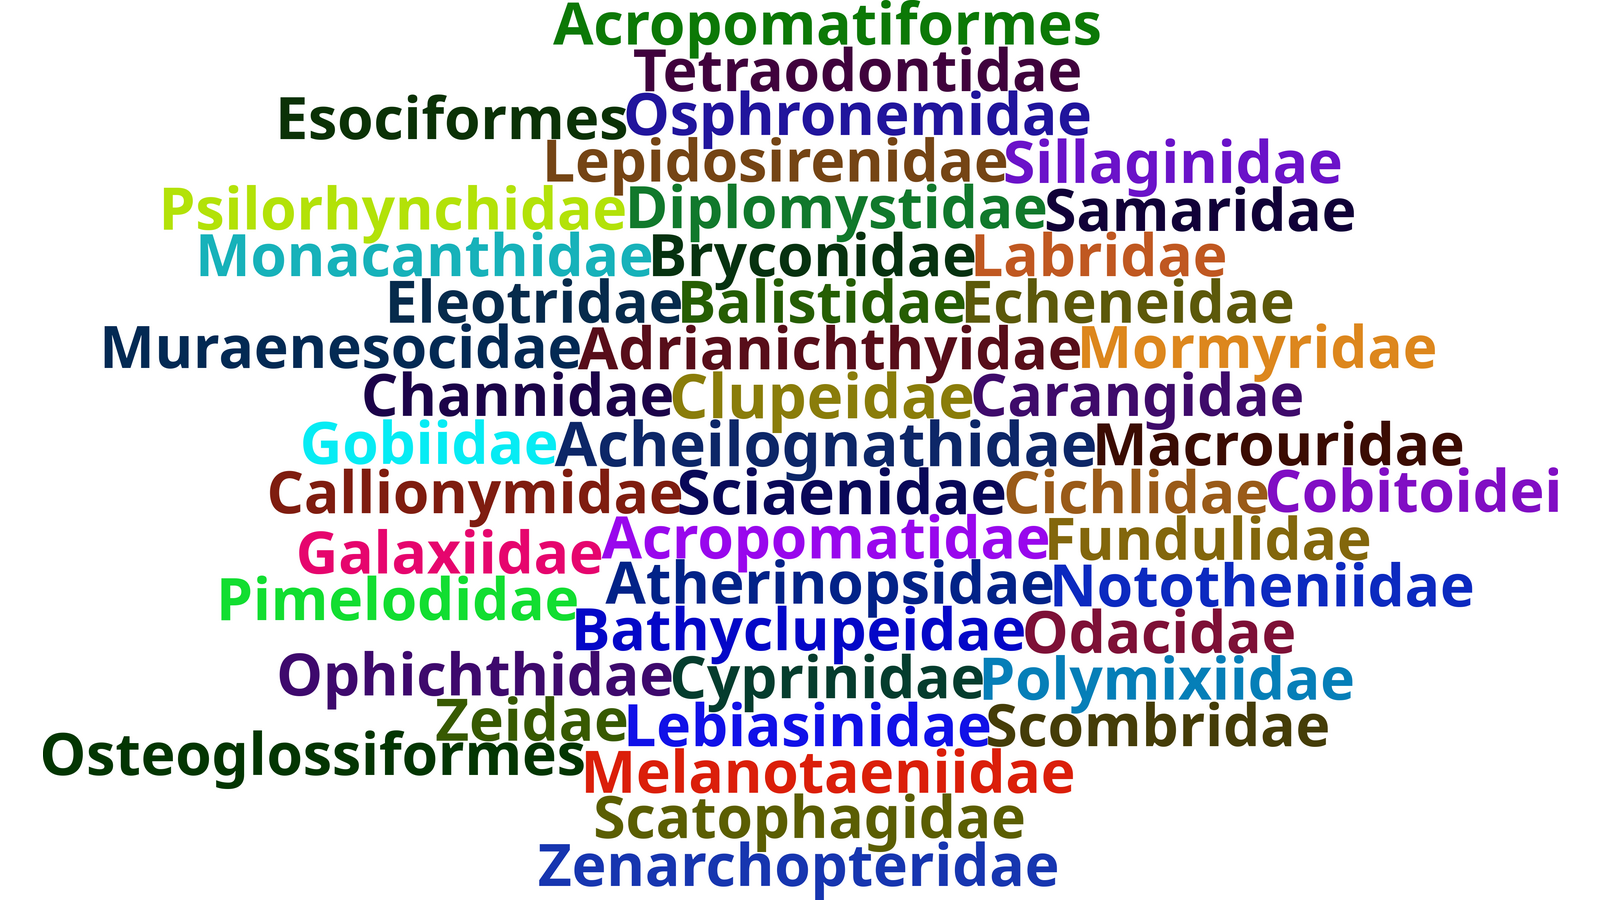 Acropomatiformes
Tetraodontidae
Esociformes Osphronemidae
Lepidosirenidae Sillaginidae
Psilorhynchidae Diplomystidae Samaridae
Monacanthidae Bryconidae Labridae
Eleotridae Balistidae Echeneidae
Muraenesocidae Adrianichthyidae Mormyridae
Channidae Clupeidae Carangidae
Gobiidae Acheilognathidae Macrouridae
Callionymidae Sciaenidae Cichlidae Cobitoidei
Galaxiidae Acropomatidae Fundulidae
Pimelodidae Atherinopsidae Nototheniidae
Bathyclupeidae Odacidae
Ophichthidae Cyprinidae Polymixiidae
Zeidae Lebiasinidae Scombridae
Osteoglossiformes Melanotaeniidae
Scatophagidae
Zenarchopteridae